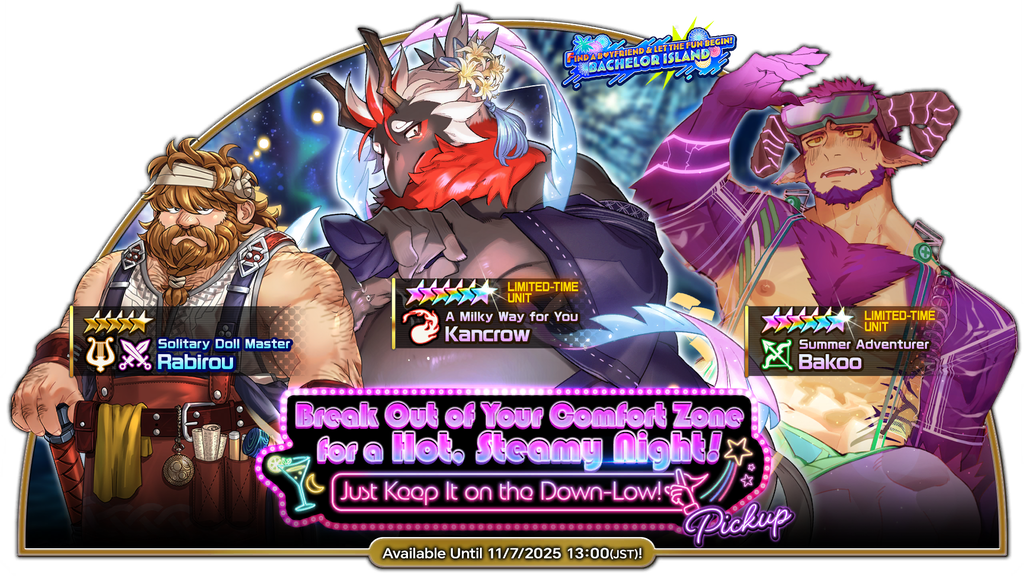 FIND A BOYFRIEND & LET THE FUN BEGIN!
BACHELOR ISLAND
LIMITED-TIME
UNIT
A Milky Way for You
Kancrow
Solitary Doll Master
Rabirou
LIMITED-TIME
UNIT
Summer Adventurer
Bakoo
Break Out of Your Comfort Zone
for a Hot, Steamy Night!
Just Keep It on the Down-Low!
Pickup
Available Until 11/7/2025 13:00(JST)!